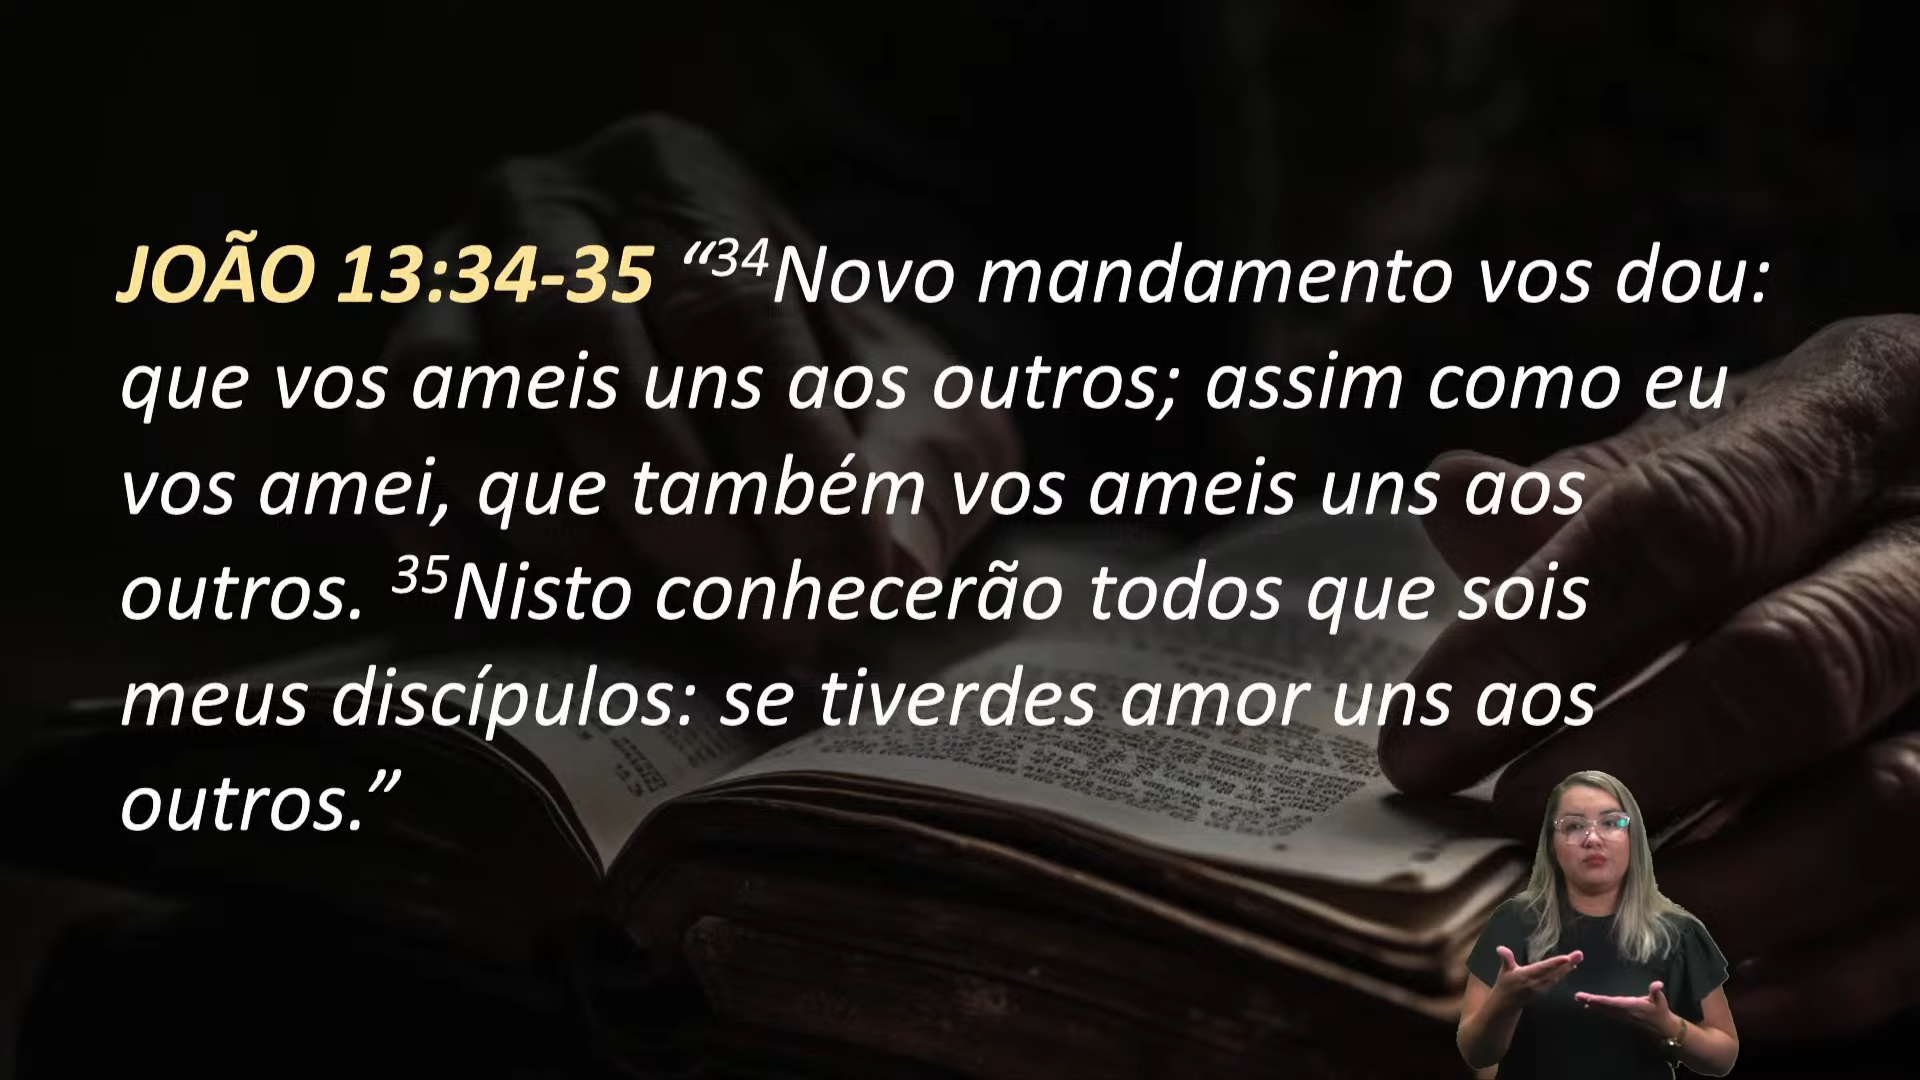 JOÃO 13:34-35 “³⁴Novo mandamento vos dou:
que vos ameis uns aos outros; assim como eu
vos amei, que também vos ameis uns aos
outros. ³⁵Nisto conhecerão todos que sois
meus discípulos: se tiverdes amor uns aos
outros.”